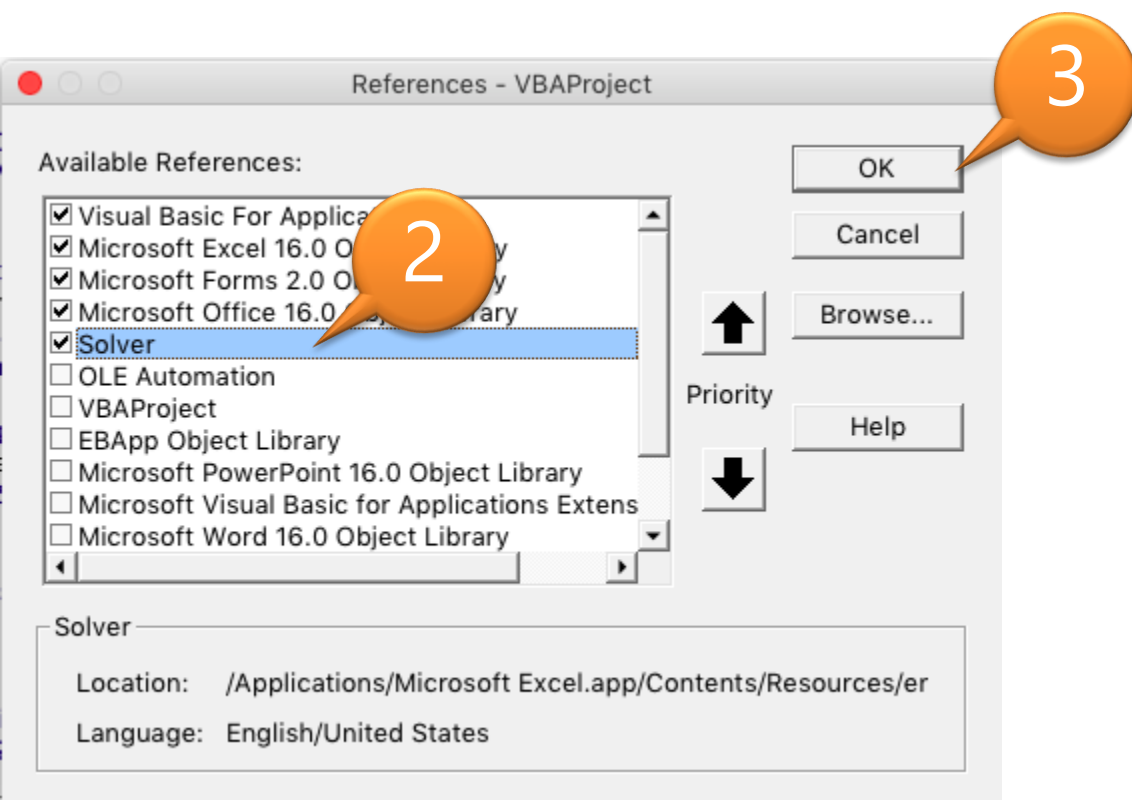 3
References - VBAProject
Available References:
OK
Visual Basic For Applica
2
Cancel
Microsoft Excel 16.0 O y
Microsoft Forms 2.0 O y
Browse...
Microsoft Office 16.0 ary
Solver
OLE Automation
Priority
VBAProject
Help
EBApp Object Library
Microsoft PowerPoint 16.0 Object Library
Microsoft Visual Basic for Applications Extens
Microsoft Word 16.0 Object Library
Solver
Location: /Applications/Microsoft Excel.app/Contents/Resources/er
Language: English/United States